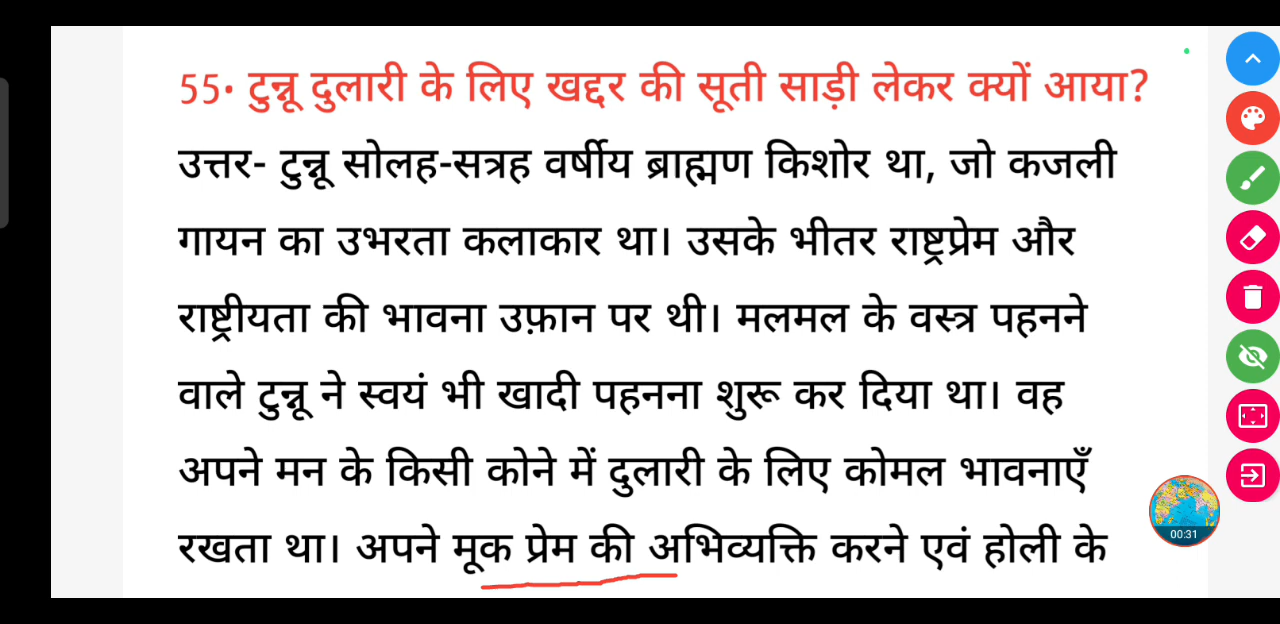 55· टुन्नू दुलारी के लिए खद्दर की सूती साड़ी लेकर क्यों आया?
उत्तर- टुन्नू सोलह-सत्रह वर्षीय ब्राह्मण किशोर था, जो कजली
गायन का उभरता कलाकार था। उसके भीतर राष्ट्रप्रेम और
राष्ट्रीयता की भावना उफ़ान पर थी। मलमल के वस्त्र पहनने
वाले टुन्नू ने स्वयं भी खादी पहनना शुरू कर दिया था। वह
अपने मन के किसी कोने में दुलारी के लिए कोमल भावनाएँ
रखता था। अपने मूक प्रेम की अभिव्यक्ति करने एवं होली के
00:31